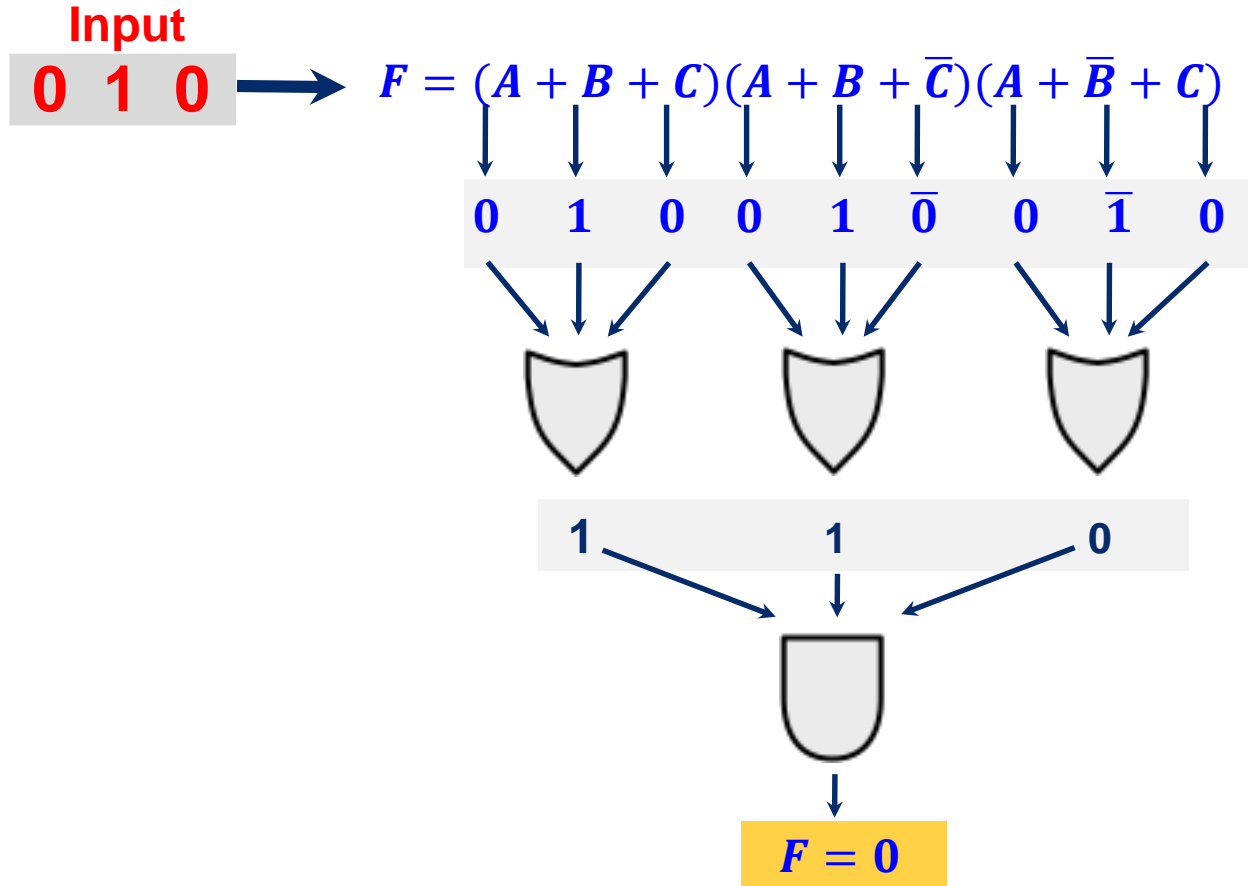 Input
0 1 0
F = (A + B + C)(A + B + C̅)(A + B̅ + C)
0 1 0 0 1 0̅ 0 1̅ 0
1 1 0
F = 0